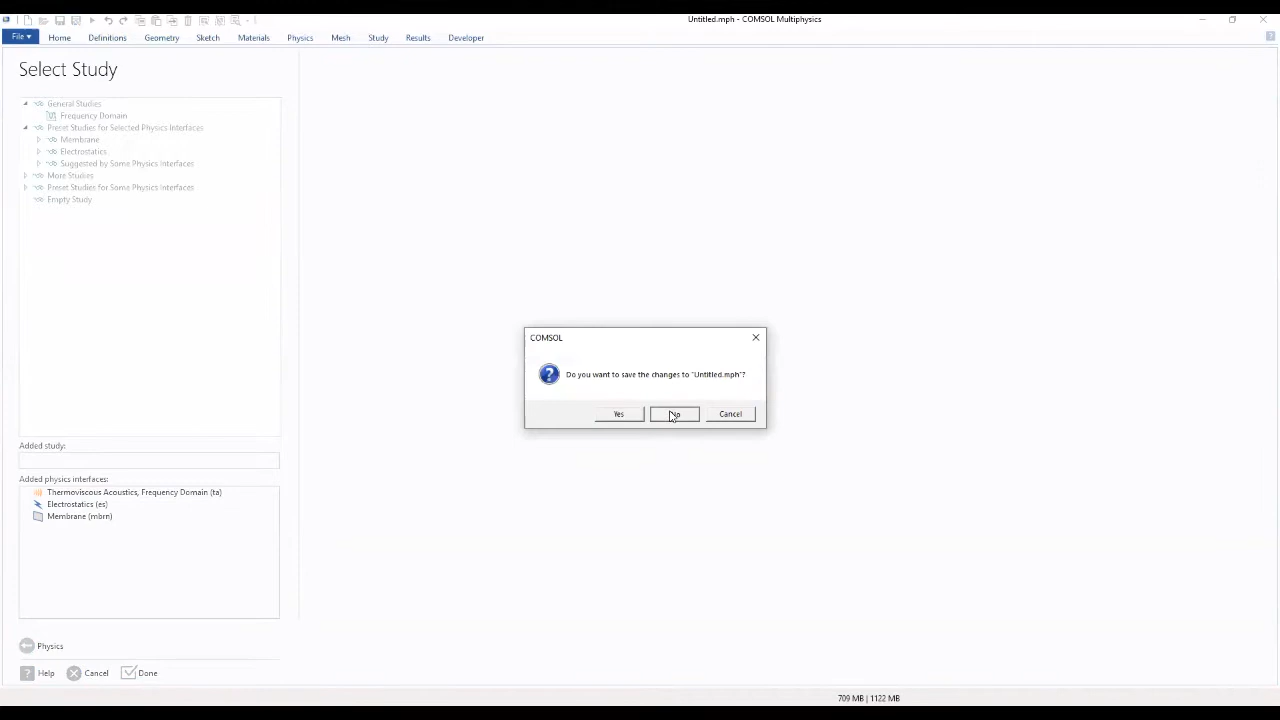 Untitled.mph - COMSOL Multiphysics
File Home Definitions Geometry Sketch Materials Physics Mesh Study Results Developer
Select Study
General Studies
Frequency Domain
Preset Studies for Selected Physics Interfaces
Membrane
Electrostatics
Suggested by Some Physics Interfaces
More Studies
Preset Studies for Some Physics Interfaces
Empty Study
COMSOL
Do you want to save the changes to "Untitled.mph"?
Yes Cancel
Added study:
Added physics interfaces:
Thermoviscous Acoustics, Frequency Domain (ta)
Electrostatics (es)
Membrane (mbrn)
Physics
Help Cancel Done
709 MB | 1122 MB